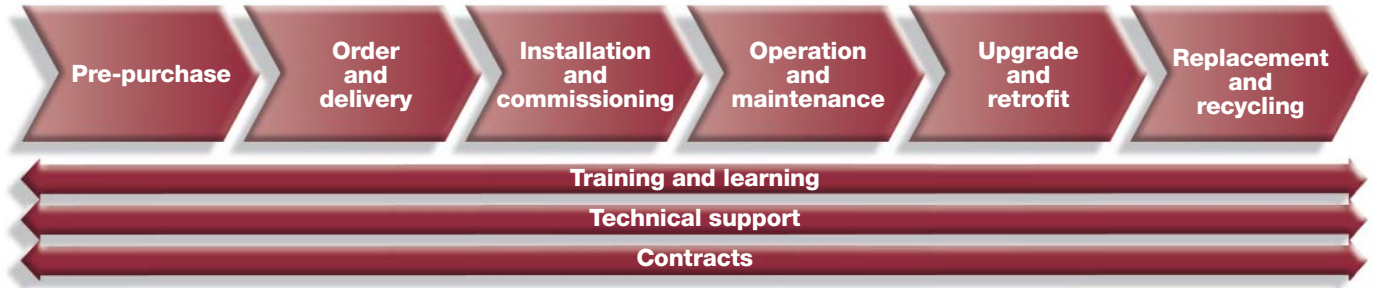 Pre-purchase
Order
and
delivery
Installation
and
commissioning
Operation
and
maintenance
Upgrade
and
retrofit
Replacement
and
recycling
Training and learning
Technical support
Contracts